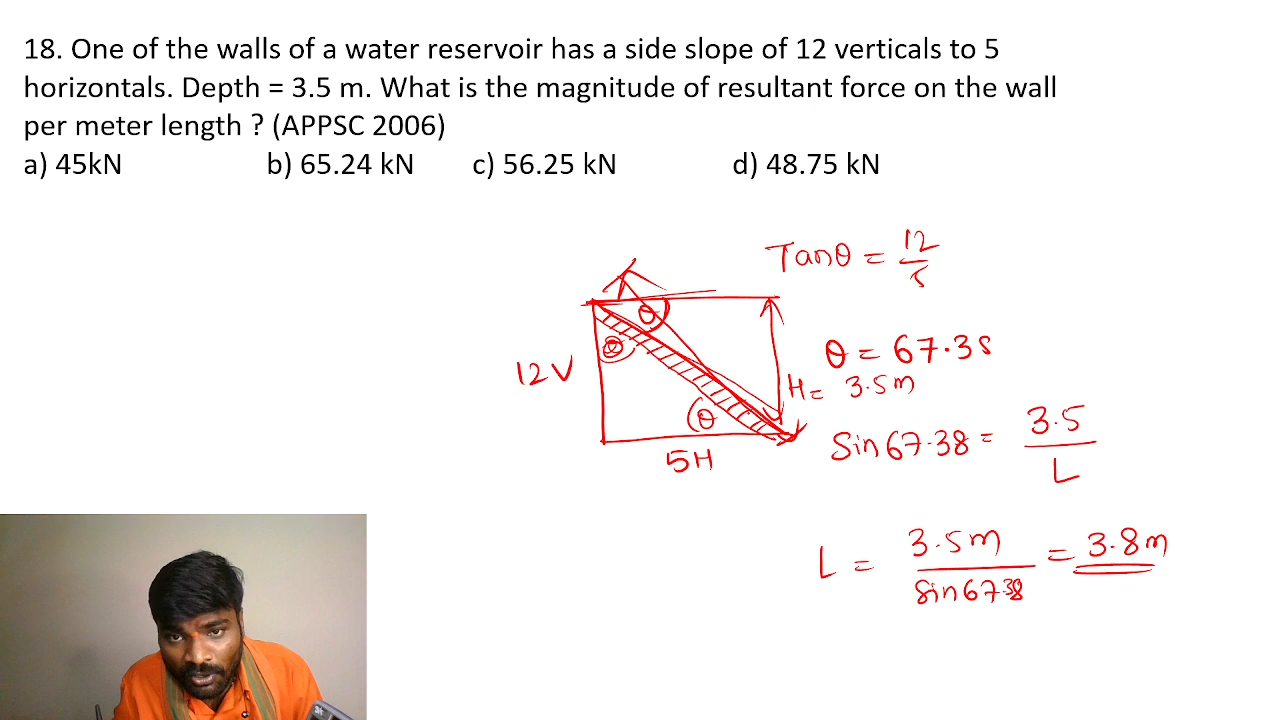 18. One of the walls of a water reservoir has a side slope of 12 verticals to 5
horizontals. Depth = 3.5 m. What is the magnitude of resultant force on the wall
per meter length ? (APPSC 2006)
a) 45kN b) 65.24 kN c) 56.25 kN d) 48.75 kN
Tanθ = 12/5
θ
θ
12V
θ = 67.38
H = 3.5m
θ
Sin 67.38 = 3.5/L
5H
L = 3.5m/Sin 67.38 = 3.8m